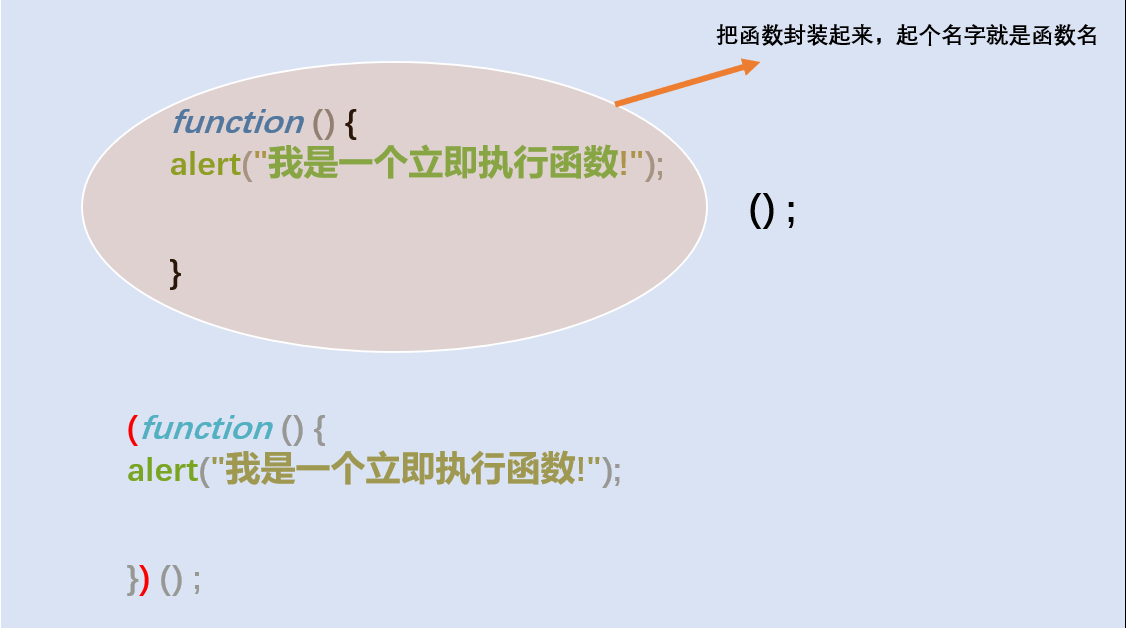 把函数封装起来，起个名字就是函数名
function () {
alert("我是一个立即执行函数!");
() ;
}
(function () {
alert("我是一个立即执行函数!");
}) () ;